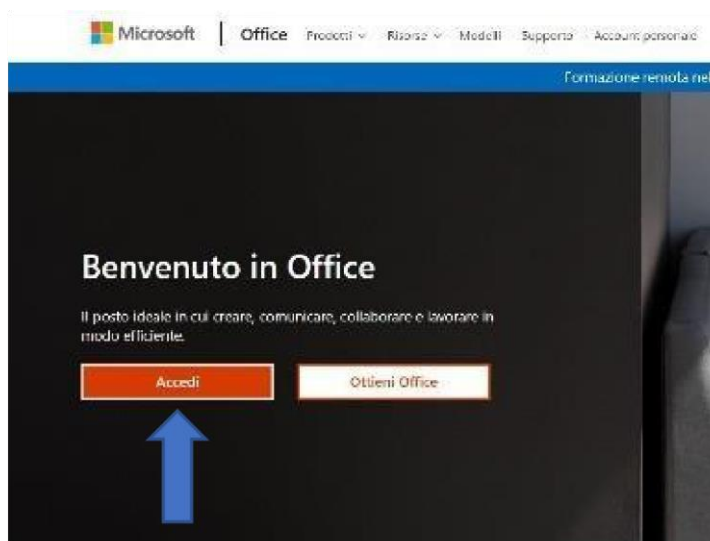 Microsoft | Office Prodotti Risorse Modelli Supporto Account personale
Formazione remota nel
Benvenuto in Office
Il posto ideale in cui creare, comunicare, collaborare e lavorare in
modo efficiente.
Accedi
Ottieni Office